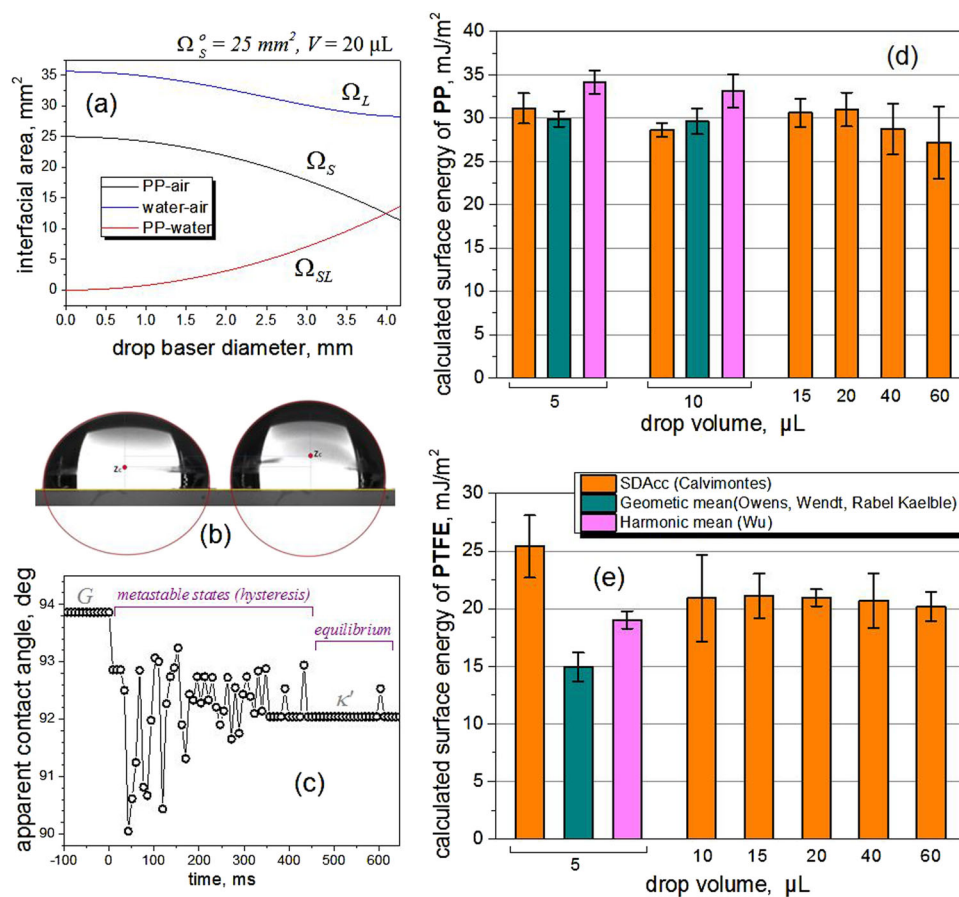 Ω_S^o = 25 mm², V = 20 µL
(a)
interfacial area, mm²
35
30
25
20
15
10
5
0
Ω_L
Ω_S
Ω_SL
PP-air
water-air
PP-water
0.0 0.5 1.0 1.5 2.0 2.5 3.0 3.5 4.0
drop baser diameter, mm
z_c z_c
(b)
apparent contact angle, deg
94
93
92
91
90
G
metastable states (hysteresis)
equilibrium
κ'
(c)
-100 0 100 200 300 400 500 600
time, ms
(d)
calculated surface energy of PP, mJ/m²
40
35
30
25
20
15
10
5
0
5 10 15 20 40 60
drop volume, µL
SDAcc (Calvimontes)
Geometic mean(Owens, Wendt, Rabel Kaelble)
Harmonic mean (Wu)
(e)
calculated surface energy of PTFE, mJ/m²
30
25
20
15
10
5
0
5 10 15 20 40 60
drop volume, µL